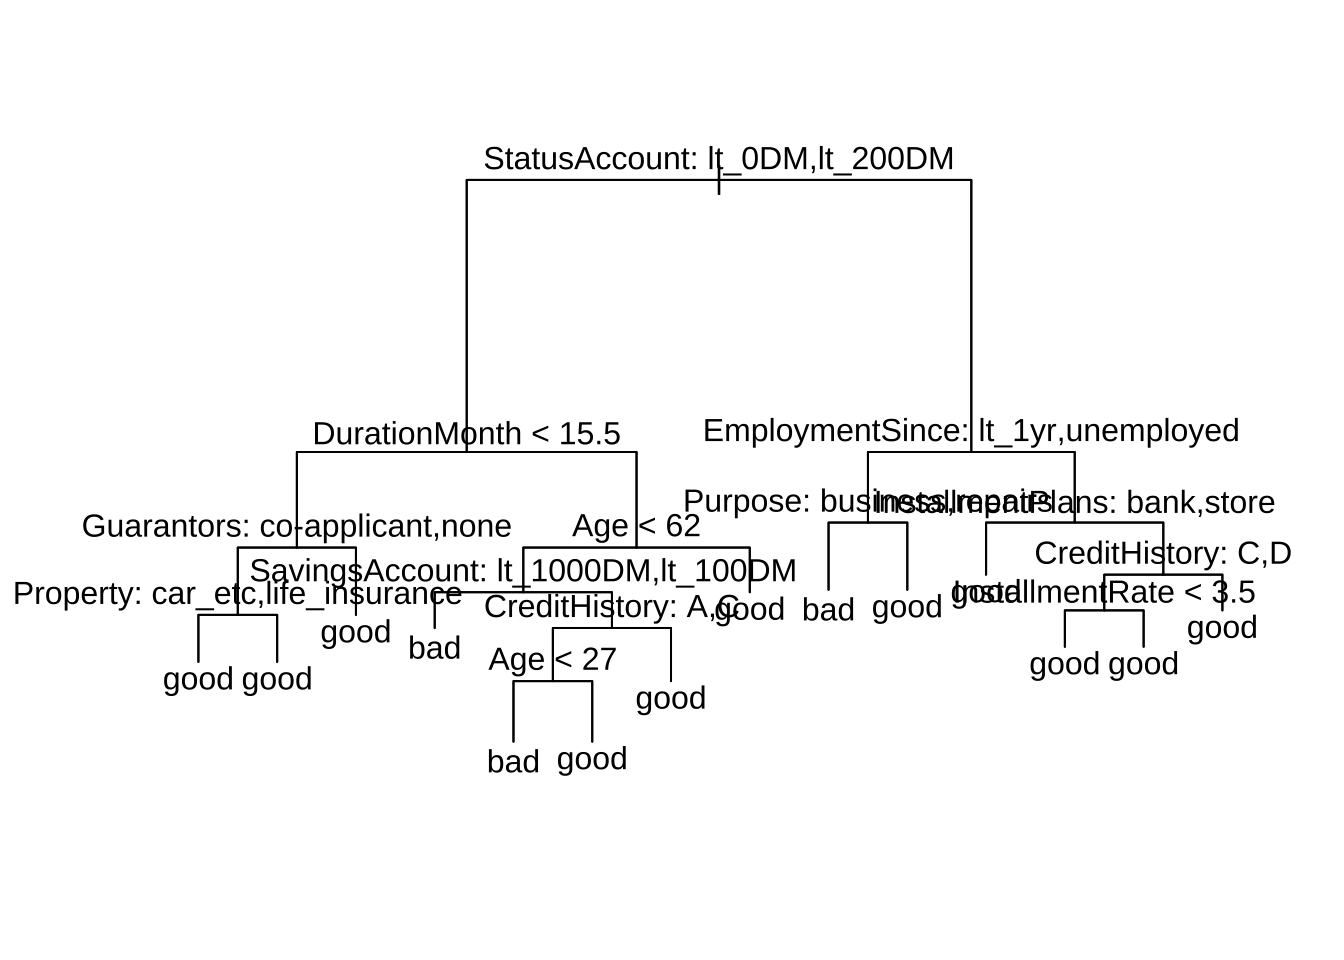 StatusAccount: lt_0DM,lt_200DM
DurationMonth < 15.5
EmploymentSince: lt_1yr,unemployed
Guarantors: co-applicant,none
Age < 62
Purpose: business,repairs
InstallmentPlans: bank,store
Property: car_etc,life_insurance
SavingsAccount: lt_1000DM,lt_100DM
CreditHistory: C,D
good
good
good
bad
CreditHistory: A,C
Age < 27
bad
good
good
good
bad
good
good
InstallmentRate < 3.5
good
good
good